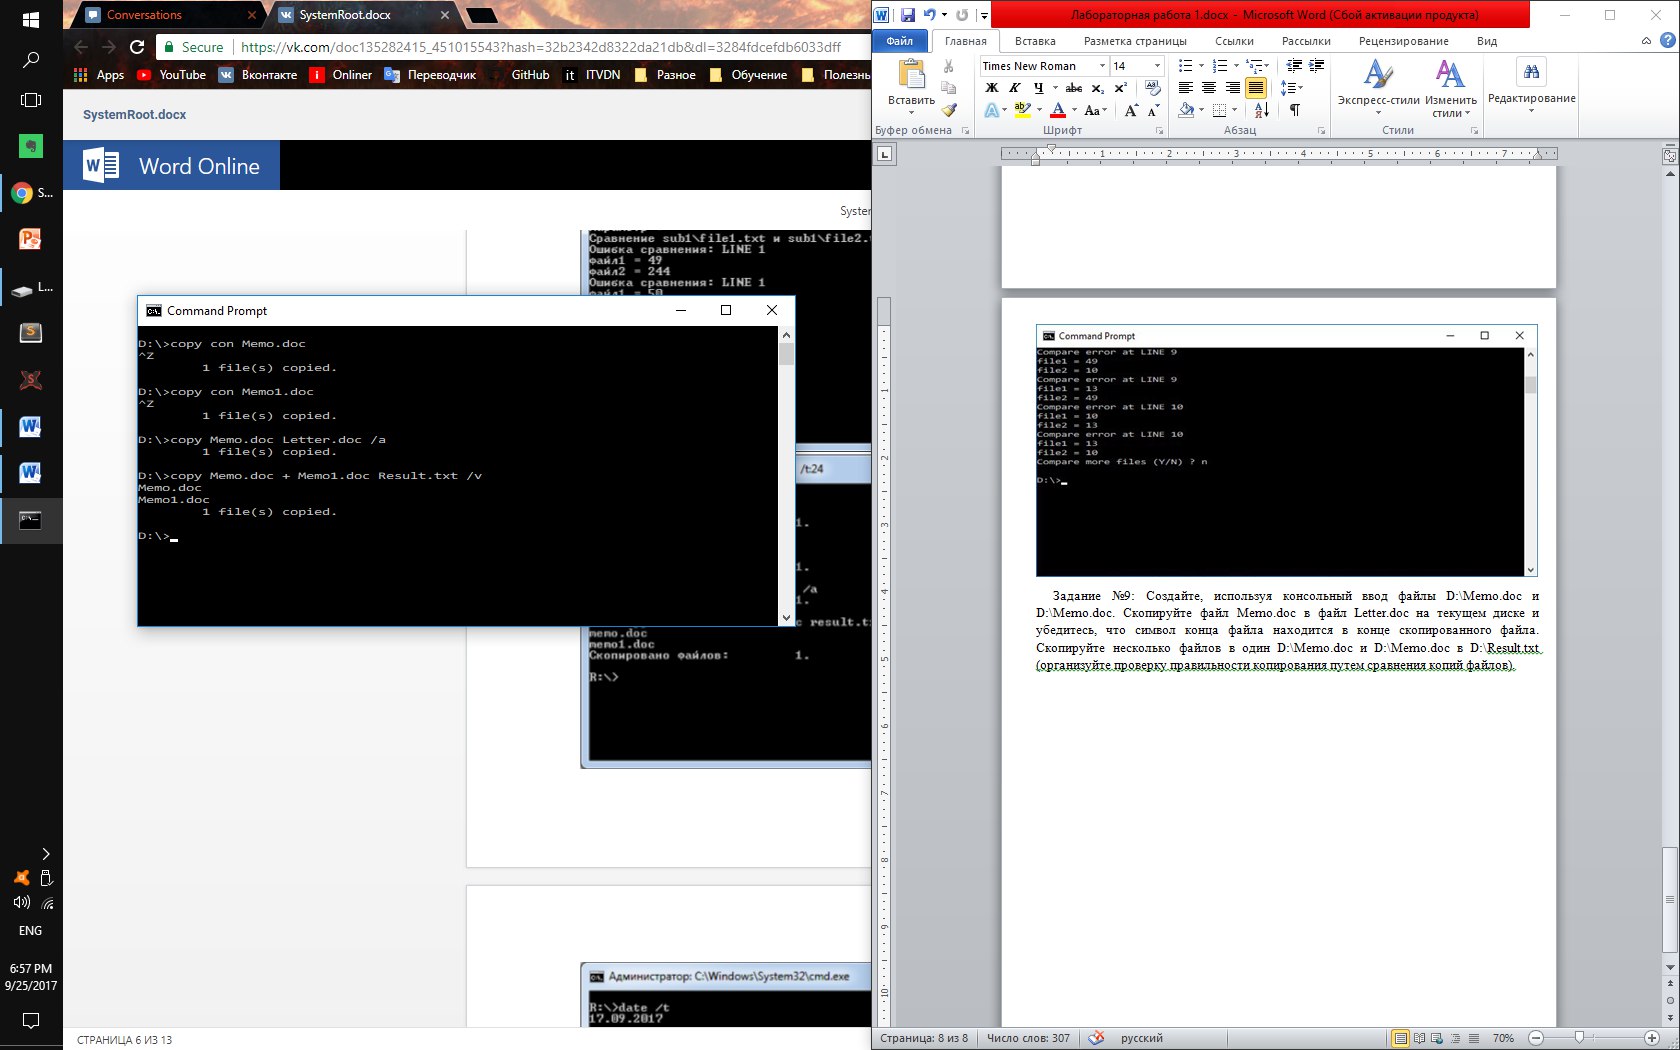 Conversations
SystemRoot.docx
Secure
https://vk.com/doc135282415_451015543?hash=32b2342d8322da21db&dl=3284fdcefdb6033dff
Apps
YouTube
Вконтакте
Onliner
Переводчик
GitHub
ITVDN
Разное
Обучение
Полезнь
SystemRoot.docx
Word Online
System
Сравнение sub1\file1.txt и sub1\file2.
Ошибка сравнения: LINE 1
файл1 = 49
файл2 = 244
Ошибка сравнения: LINE 1
файл1 = 50
Command Prompt
D:\>copy con Memo.doc
^Z
1 file(s) copied.
D:\>copy con Memo1.doc
^Z
1 file(s) copied.
D:\>copy Memo.doc Letter.doc /a
1 file(s) copied.
D:\>copy Memo.doc + Memo1.doc Result.txt /v
Memo.doc
Memo1.doc
1 file(s) copied.
D:\>
/t:24
1.
1.
/a
1.
c result.t
memo.doc
memo1.doc
Скопировано файлов: 1.
R:\>
Администратор: C:\Windows\System32\cmd.exe
R:\>date /t
17.09.2017
СТРАНИЦА 6 ИЗ 13
S...
L...
ENG
6:57 PM
9/25/2017
Лабораторная работа 1.docx - Microsoft Word (Сбой активации продукта)
Файл
Главная
Вставка
Разметка страницы
Ссылки
Рассылки
Рецензирование
Вид
Вставить
Буфер обмена
Times New Roman
14
Шрифт
Абзац
Экспресс-стили
Изменить стили
Стили
Редактирование
Command Prompt
Compare error at LINE 9
file1 = 49
file2 = 10
Compare error at LINE 9
file1 = 13
file2 = 49
Compare error at LINE 10
file1 = 10
file2 = 13
Compare error at LINE 10
file1 = 13
file2 = 10
Compare more files (Y/N) ? n
D:\>
Задание №9: Создайте, используя консольный ввод файлы D:\Memo.doc и
D:\Memo.doc. Скопируйте файл Memo.doc в файл Letter.doc на текущем диске и
убедитесь, что символ конца файла находится в конце скопированного файла.
Скопируйте несколько файлов в один D:\Memo.doc и D:\Memo.doc в D:\Result.txt
(организуйте проверку правильности копирования путем сравнения копий файлов).
Страница: 8 из 8
Число слов: 307
русский
70%